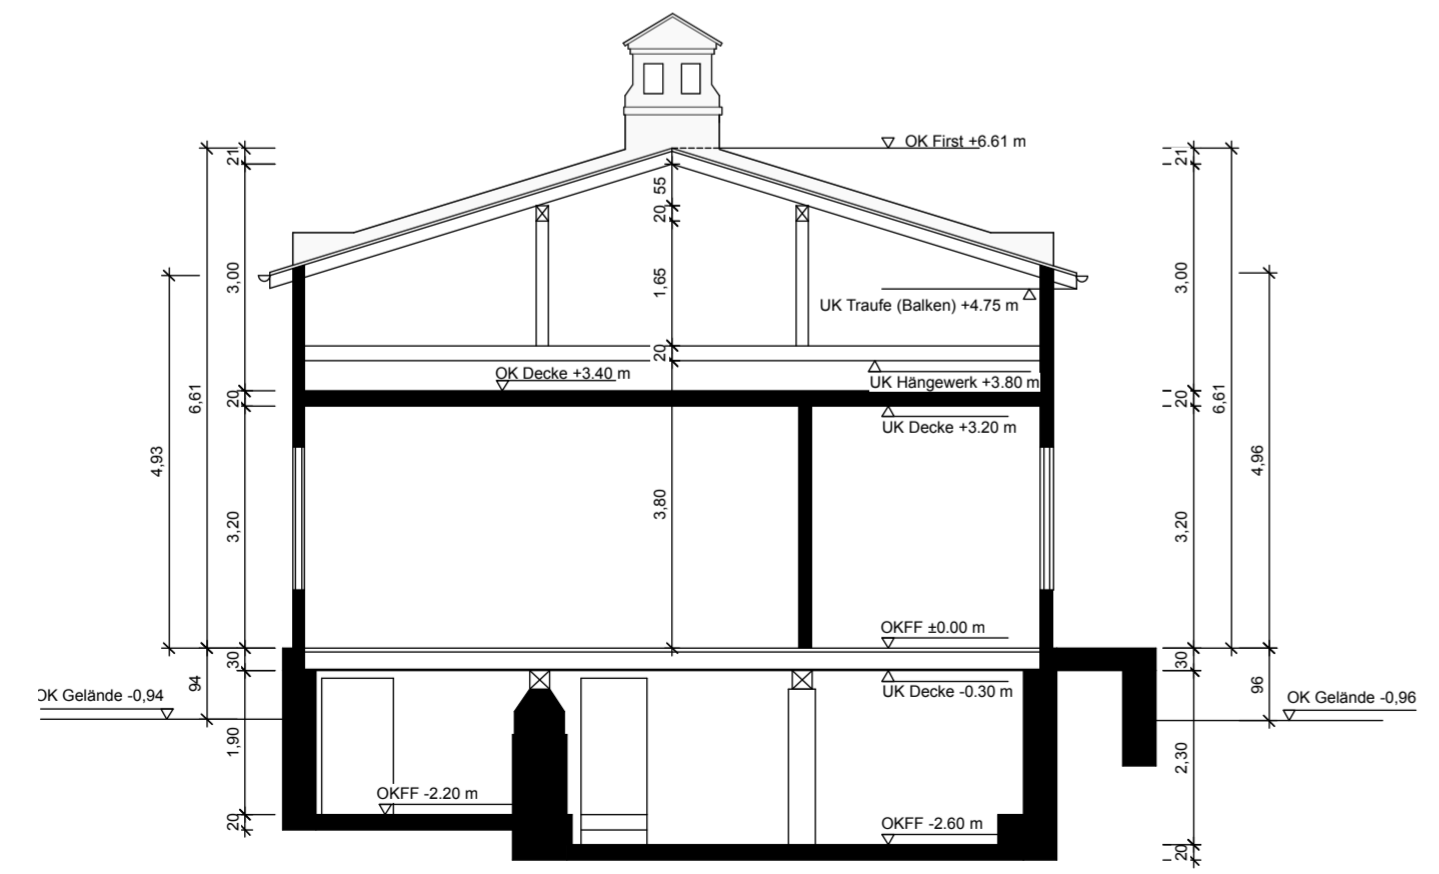 OK First +6.61 m
21
21
55
20
3,00
1,65
3,00
UK Traufe (Balken) +4.75 m
20
OK Decke +3.40 m
UK Hängewerk +3.80 m
6,61
20
20
6,61
UK Decke +3.20 m
4,93
4,96
3,20
3,80
3,20
OKFF ±0.00 m
30
30
94
UK Decke -0.30 m
96
OK Gelände -0,94
OK Gelände -0,96
1,90
2,30
OKFF -2.20 m
20
OKFF -2.60 m
20